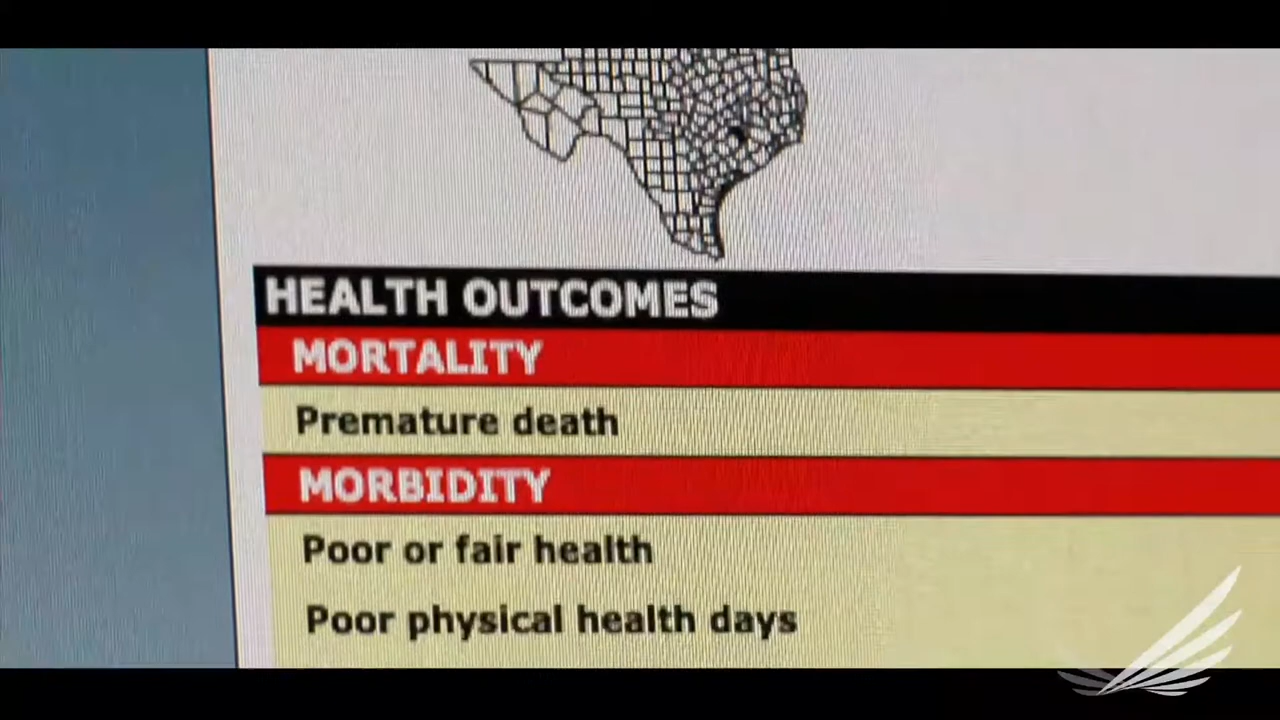 HEALTH OUTCOMES
MORTALITY
Premature death
MORBIDITY
Poor or fair health
Poor physical health days